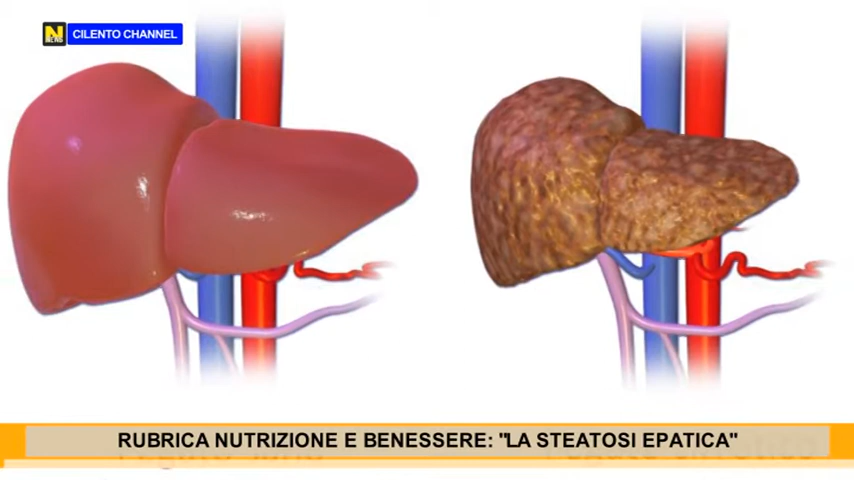 CILENTO CHANNEL
RUBRICA NUTRIZIONE E BENESSERE: "LA STEATOSI EPATICA"